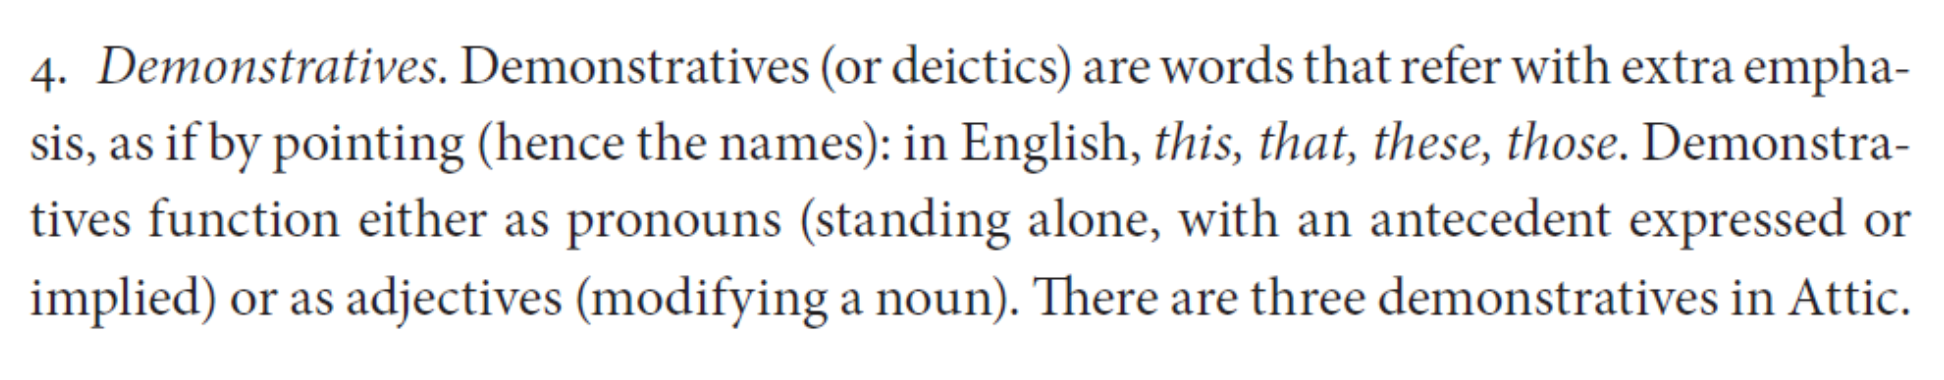 4. Demonstratives. Demonstratives (or deictics) are words that refer with extra empha-
sis, as if by pointing (hence the names): in English, this, that, these, those. Demonstra-
tives function either as pronouns (standing alone, with an antecedent expressed or
implied) or as adjectives (modifying a noun). There are three demonstratives in Attic.